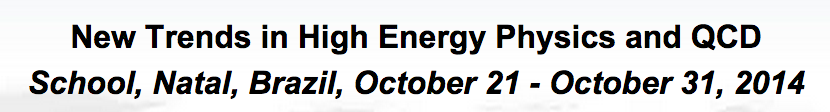 New Trends in High Energy Physics and QCD
School, Natal, Brazil, October 21 - October 31, 2014